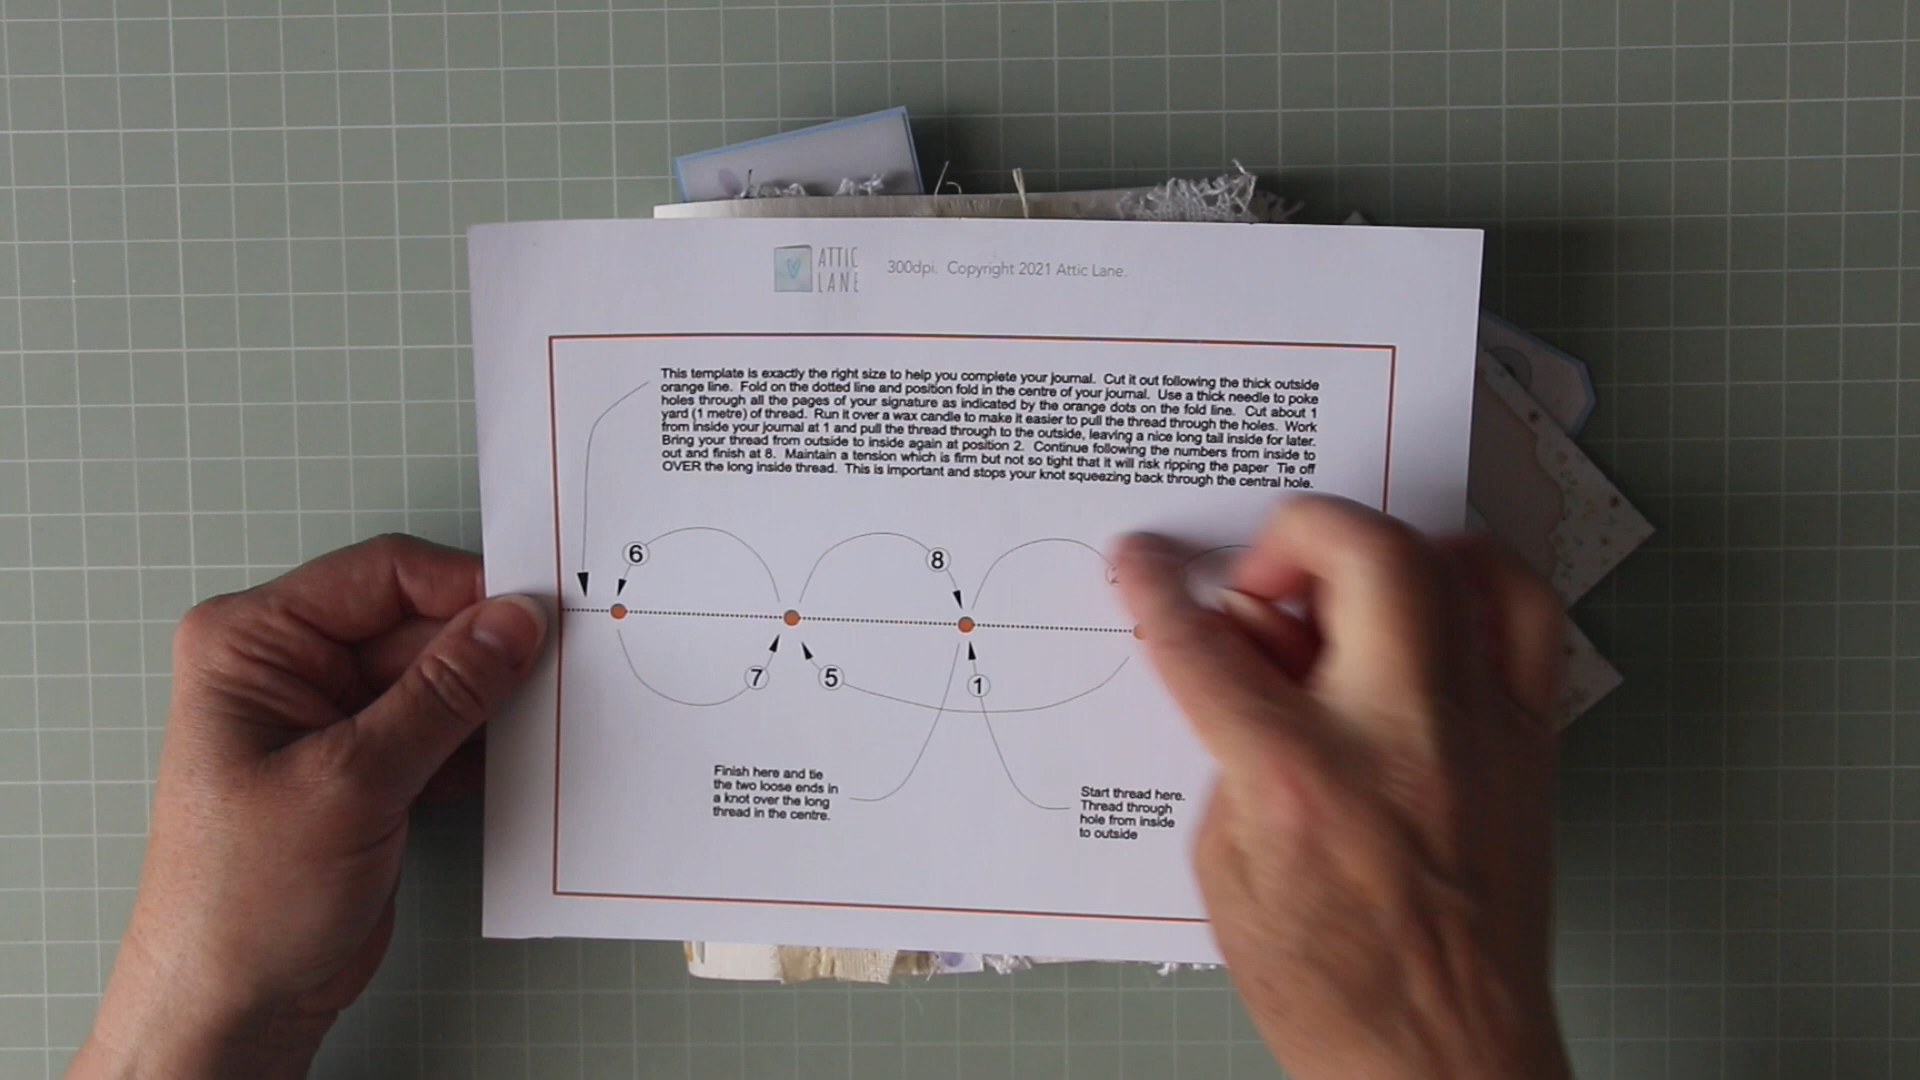 ATTIC
LANE
300dpi. Copyright 2021 Attic Lane.
This template is exactly the right size to help you complete your journal. Cut it out following the thick outside
orange line. Fold on the dotted line and position fold in the centre of your journal. Use a thick needle to poke
holes through all the pages of your signature as indicated by the orange dots on the fold line. Cut about 1
yard (1 metre) of thread. Run it over a wax candle to make it easier to pull the thread through the holes. Work
from inside your journal at 1 and pull the thread through to the outside, leaving a nice long tail inside for later.
Bring your thread from outside to inside again at position 2. Continue following the numbers from inside to
out and finish at 8. Maintain a tension which is firm but not so tight that it will risk ripping the paper Tie off
OVER the long inside thread. This is important and stops your knot squeezing back through the central hole.
6
8
7
5
1
Finish here and tie
the two loose ends in
a knot over the long
thread in the centre.
Start thread here.
Thread through
hole from inside
to outside